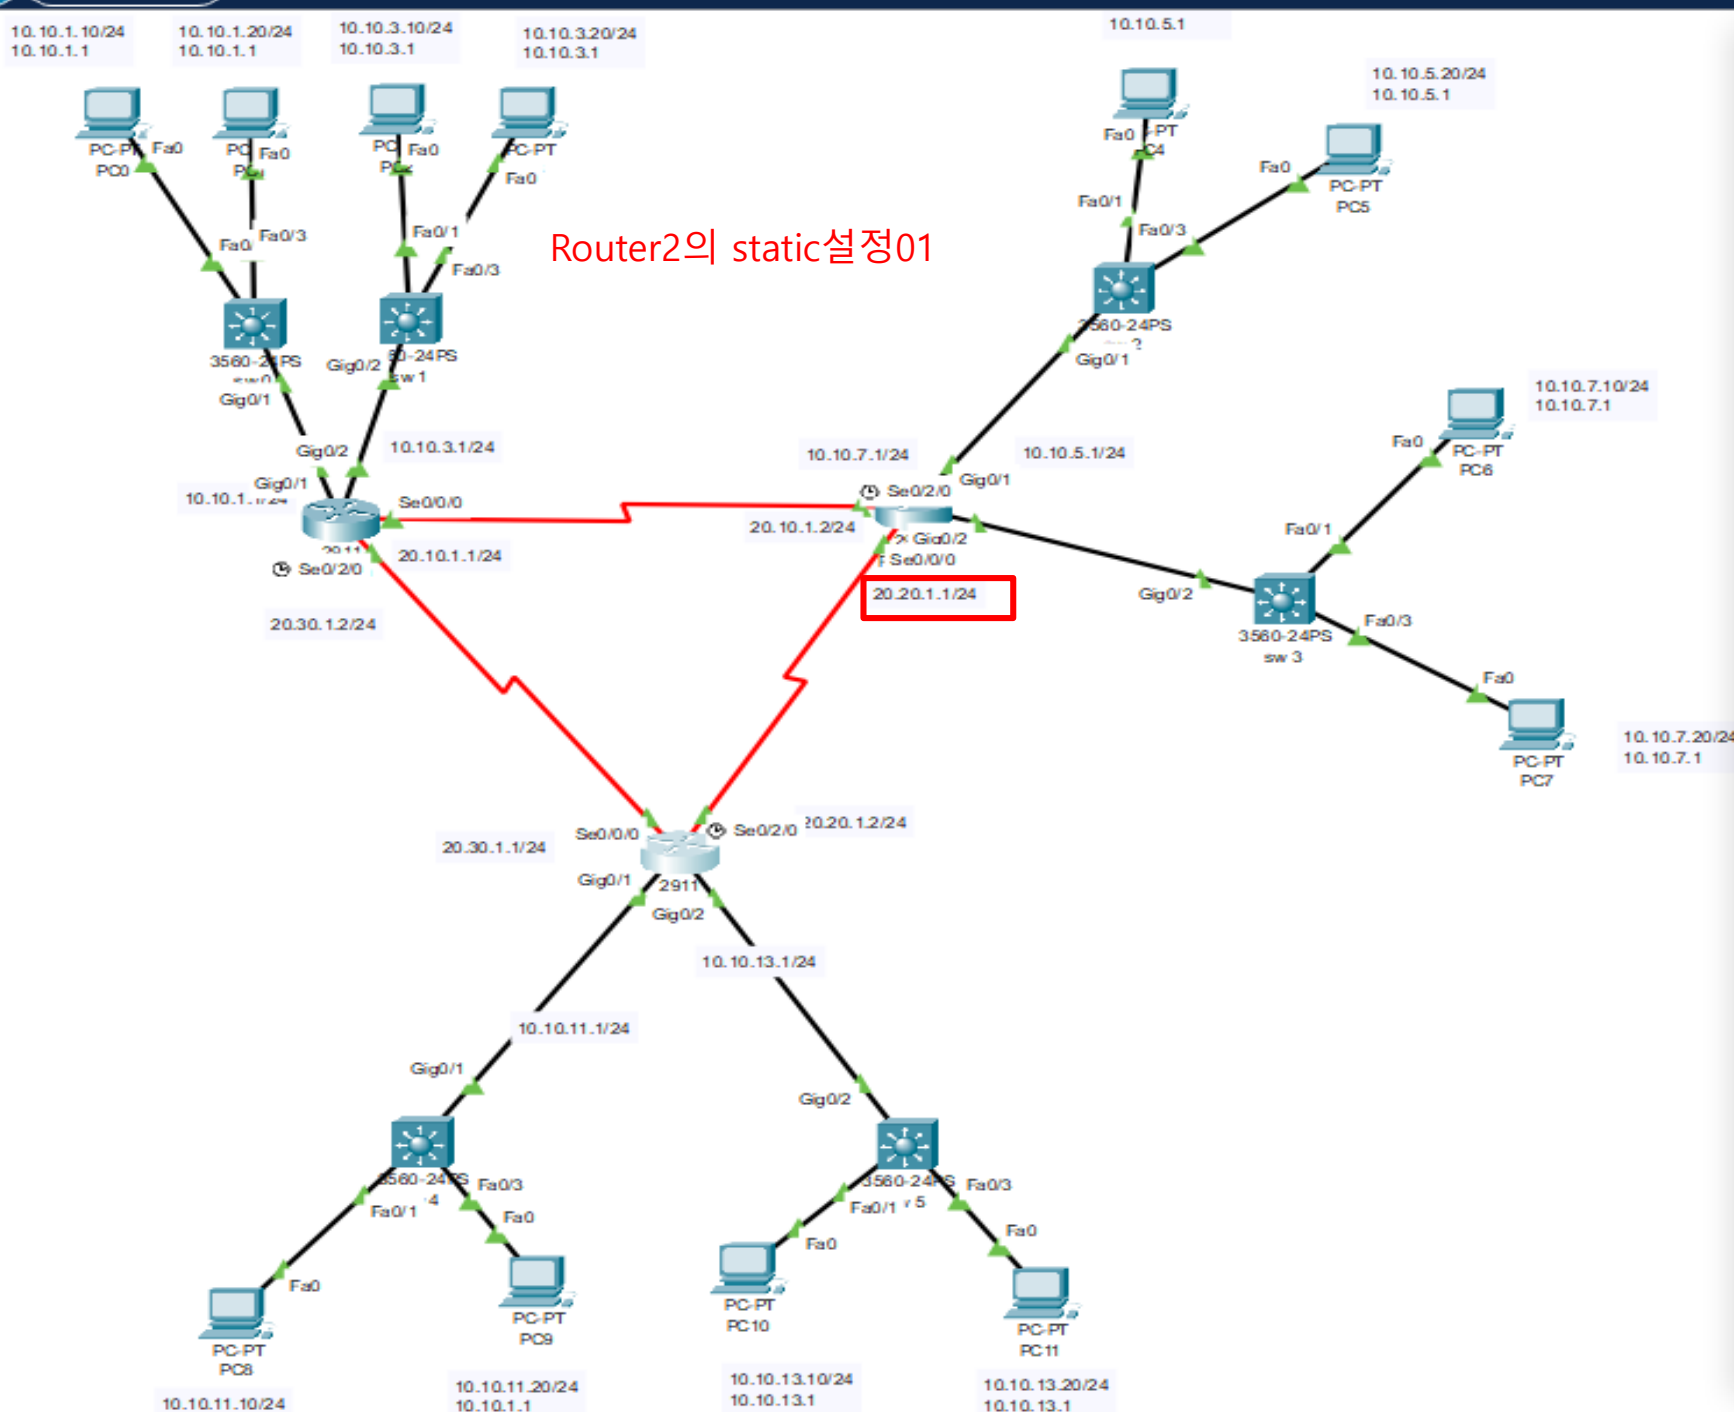 10.10.1.10/24
10.10.1.1
10.10.1.20/24
10.10.1.1
10.10.3.10/24
10.10.3.1
10.10.3.20/24
10.10.3.1
10.10.5.1
10.10.5.20/24
10.10.5.1
Fa0
PC0
Fa0
Fa0
PC-PT
Fa0
Fa0
Fa0/1
Fa0/3
Fa0
PC-PT
PC5
Fa0/3
Fa0/1
Fa0/3
Router2의 static설정01
3560-24PS
Gig0/1
Gig0/2
Gig0/1
Gig0/2
Gig0/1
10.10.3.1/24
Se0/0/0
20.10.1.1/24
Se0/2/0
20.30.1.2/24
10.10.7.1/24
10.10.5.1/24
Gig0/1
Se0/2/0
20.10.1.2/24
Gig0/2
Se0/0/0
20.20.1.1/24
10.10.7.10/24
10.10.7.1
Fa0
PC-PT
PC6
Fa0/1
Gig0/2
3560-24PS
sw 3
Fa0/3
Fa0
PC-PT
PC7
10.10.7.20/24
10.10.7.1
Se0/0/0
Se0/2/0
20.20.1.2/24
20.30.1.1/24
Gig0/1
2911
Gig0/2
10.10.13.1/24
10.10.11.1/24
Gig0/1
Gig0/2
Fa0/3
Fa0/1
Fa0
Fa0
PC-PT
PC8
PC-PT
PC9
Fa0/3
Fa0/1
Fa0
Fa0
PC-PT
PC10
PC-PT
PC11
10.10.11.10/24
10.10.11.20/24
10.10.1.1
10.10.13.10/24
10.10.13.1
10.10.13.20/24
10.10.13.1